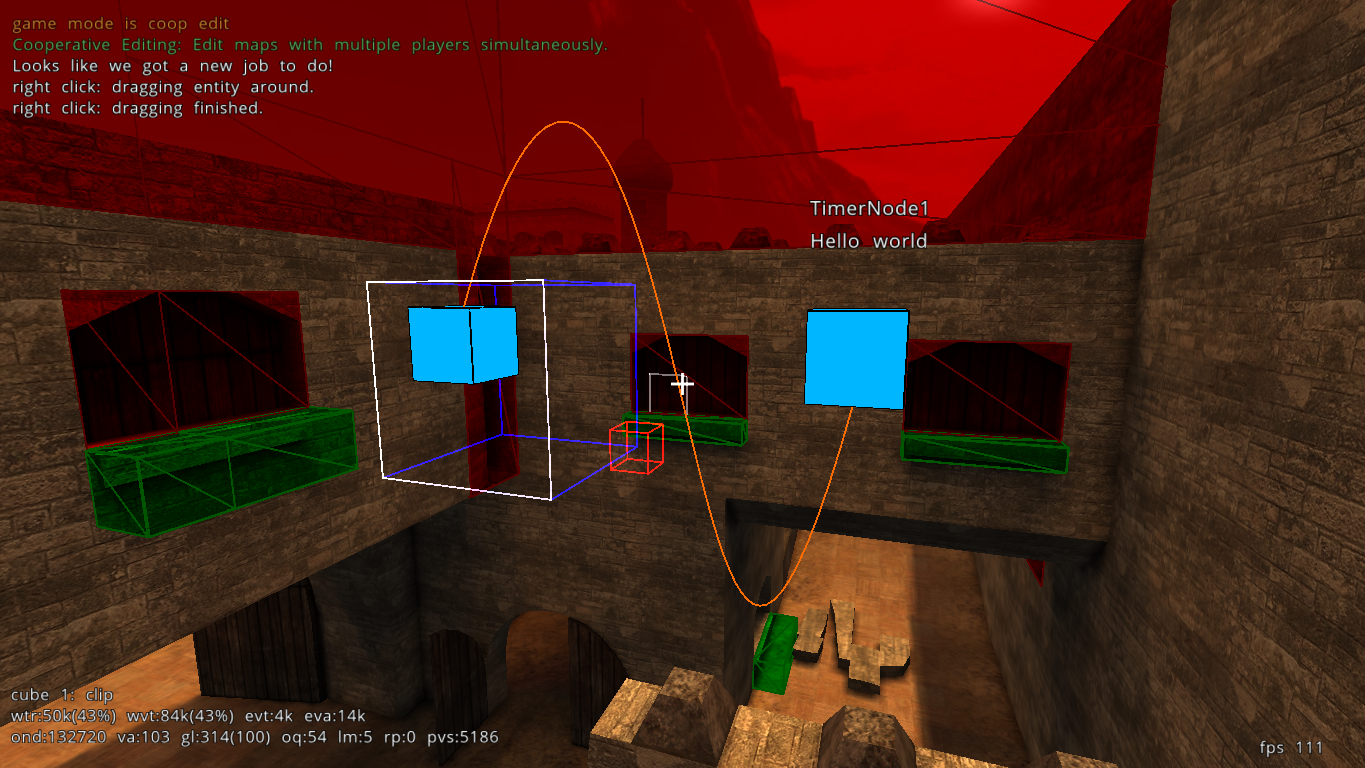 game mode is coop edit
Cooperative Editing: Edit maps with multiple players simultaneously.
Looks like we got a new job to do!
right click: dragging entity around.
right click: dragging finished.
TimerNode1
Hello world
cube 1: clip
wtr:50k(43%) wvt:84k(43%) evt:4k eva:14k
ond:132720 va:103 gl:314(100) oq:54 lm:5 rp:0 pvs:5186
fps 111